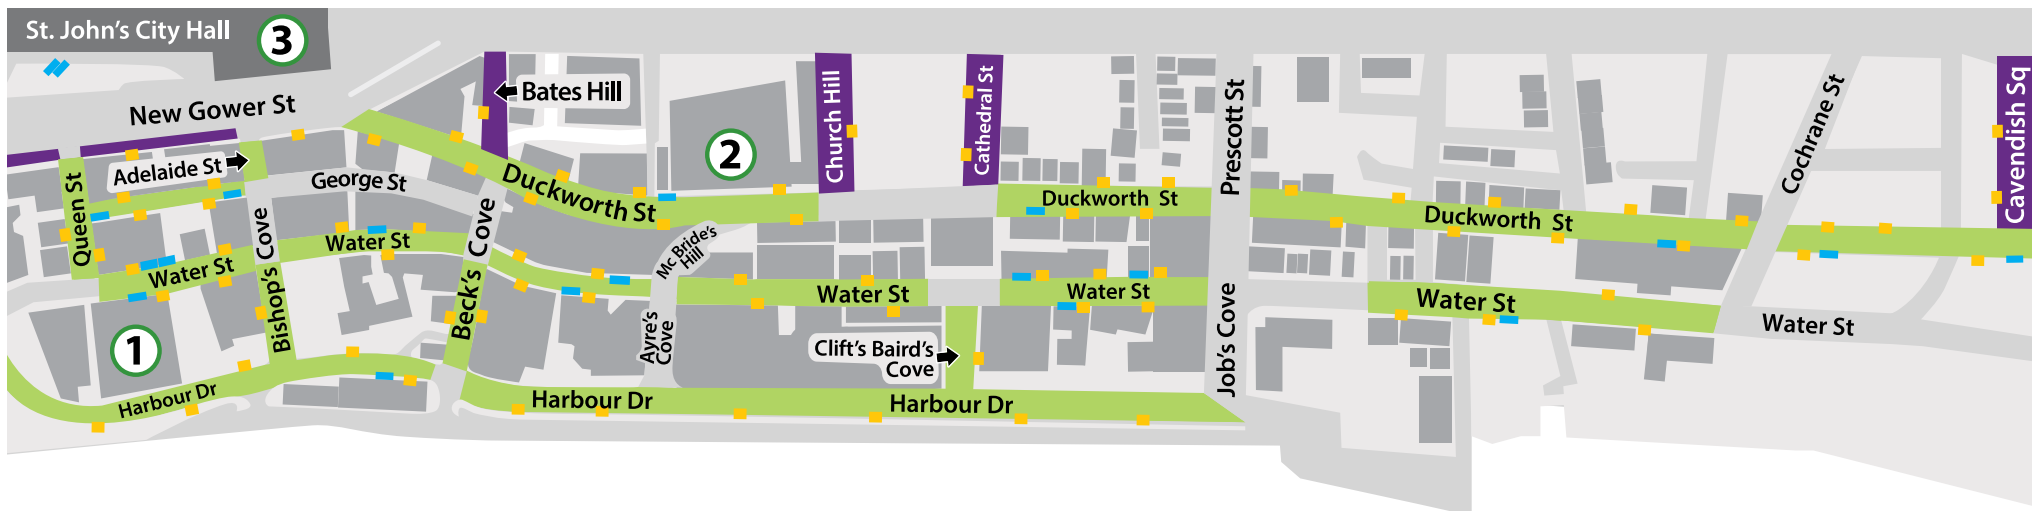 St. John's City Hall
3
New Gower St
Bates Hill
Church Hill
Cathedral St
Prescott St
Cochrane St
Cavendish Sq
2
Adelaide St
George St
Duckworth St
Duckworth St
Duckworth St
Queen St
Bishop's Cove
Water St
Water St
Beck's Cove
Mc Bride's
Hill
Water St
Water St
Water St
Water St
1
Ayre's
Cove
Clift's Baird's
Cove
Job's Cove
Harbour Dr
Harbour Dr
Harbour Dr